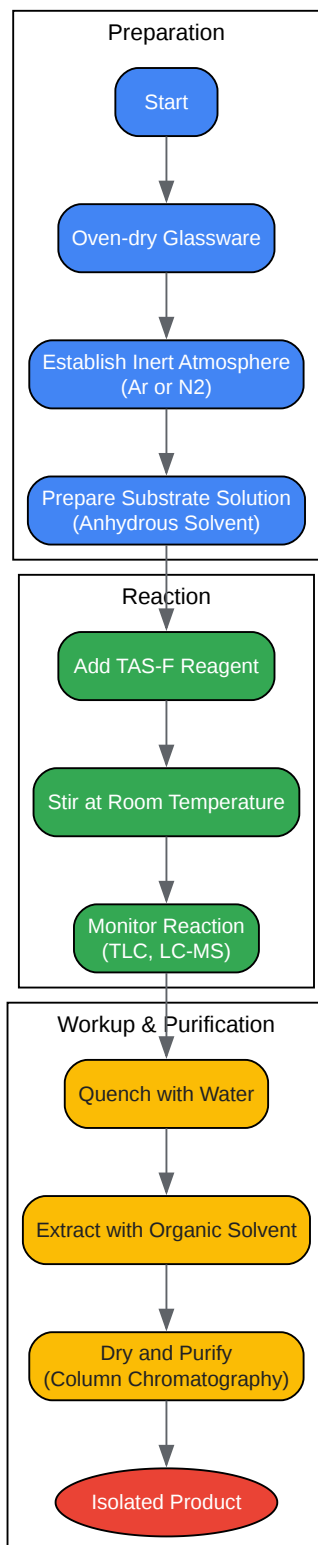 Preparation
Start
Oven-dry Glassware
Establish Inert Atmosphere
(Ar or N2)
Prepare Substrate Solution
(Anhydrous Solvent)
Reaction
Add TAS-F Reagent
Stir at Room Temperature
Monitor Reaction
(TLC, LC-MS)
Workup & Purification
Quench with Water
Extract with Organic Solvent
Dry and Purify
(Column Chromatography)
Isolated Product